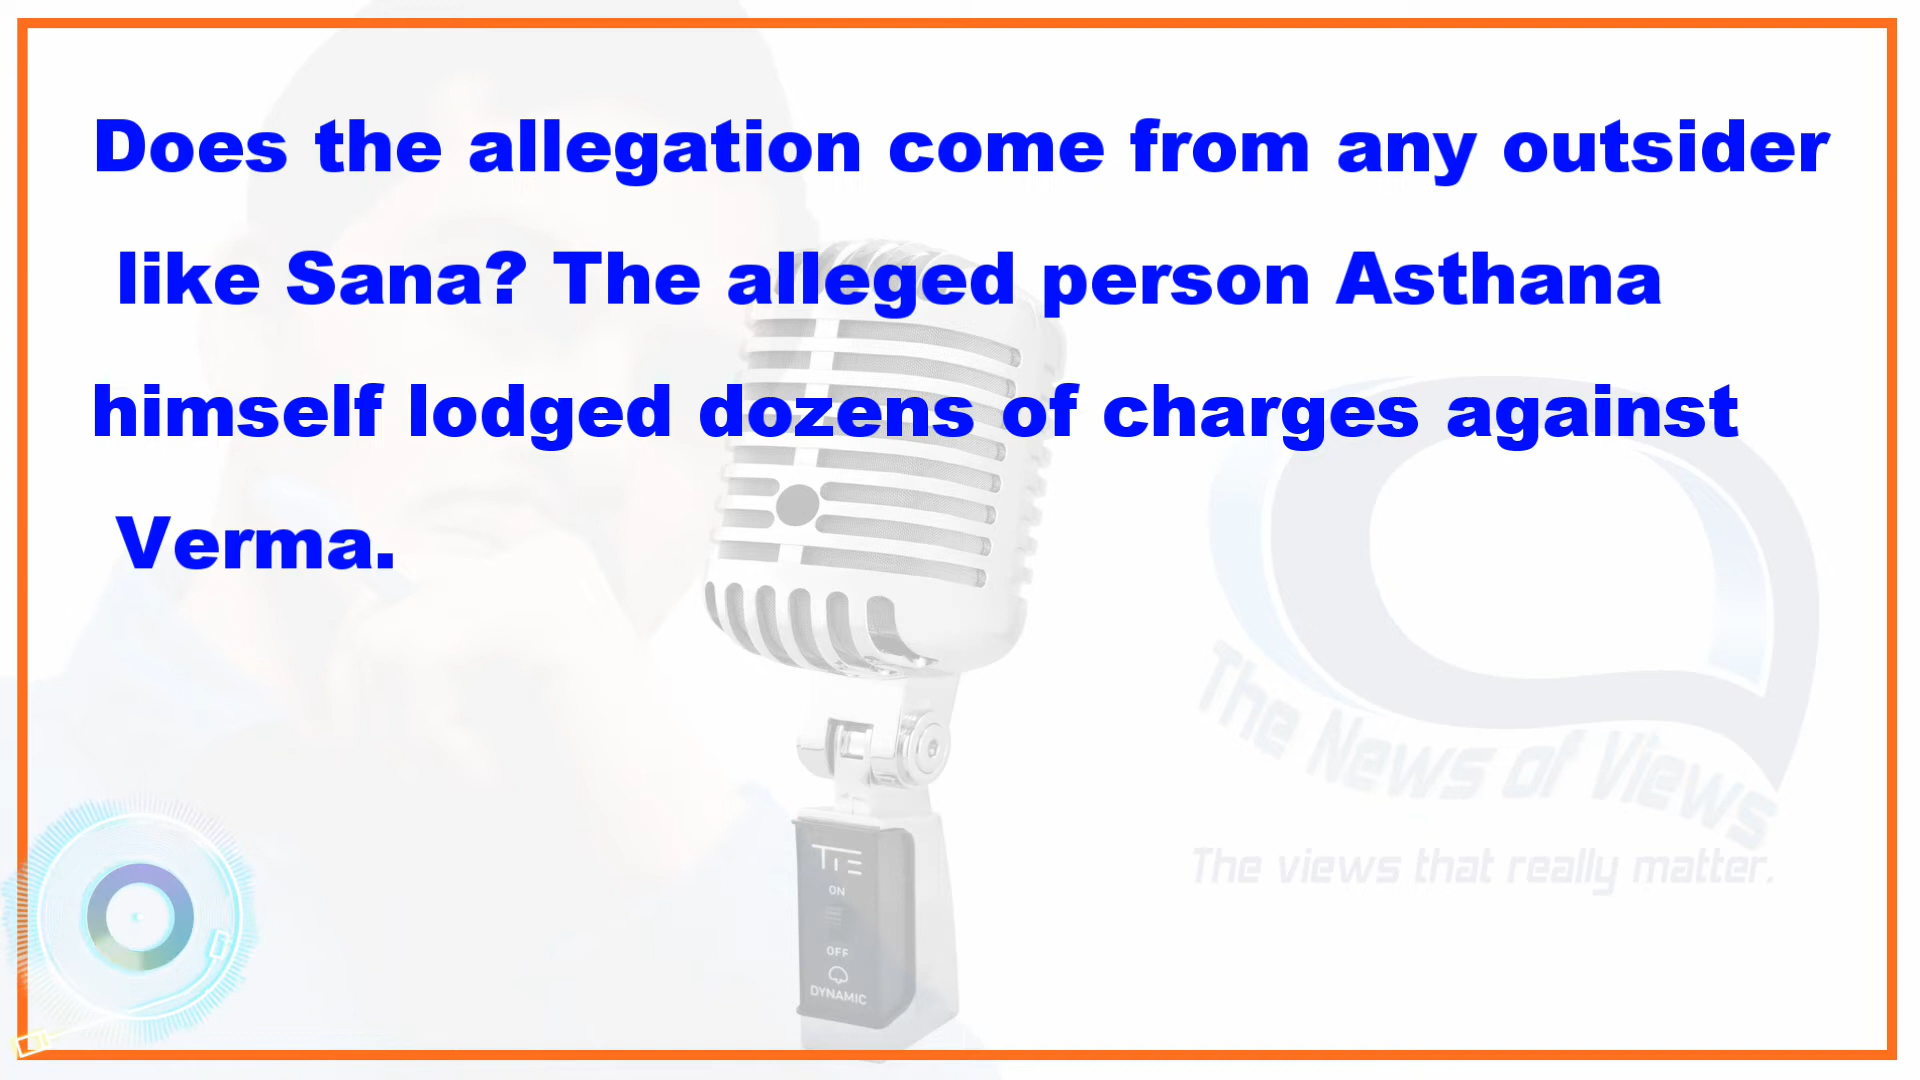 Does the allegation come from any outsider
like Sana? The alleged person Asthana
himself lodged dozens of charges against
Verma.
The News of Views
The views that really matter.
TIE
ON
OFF
DYNAMIC